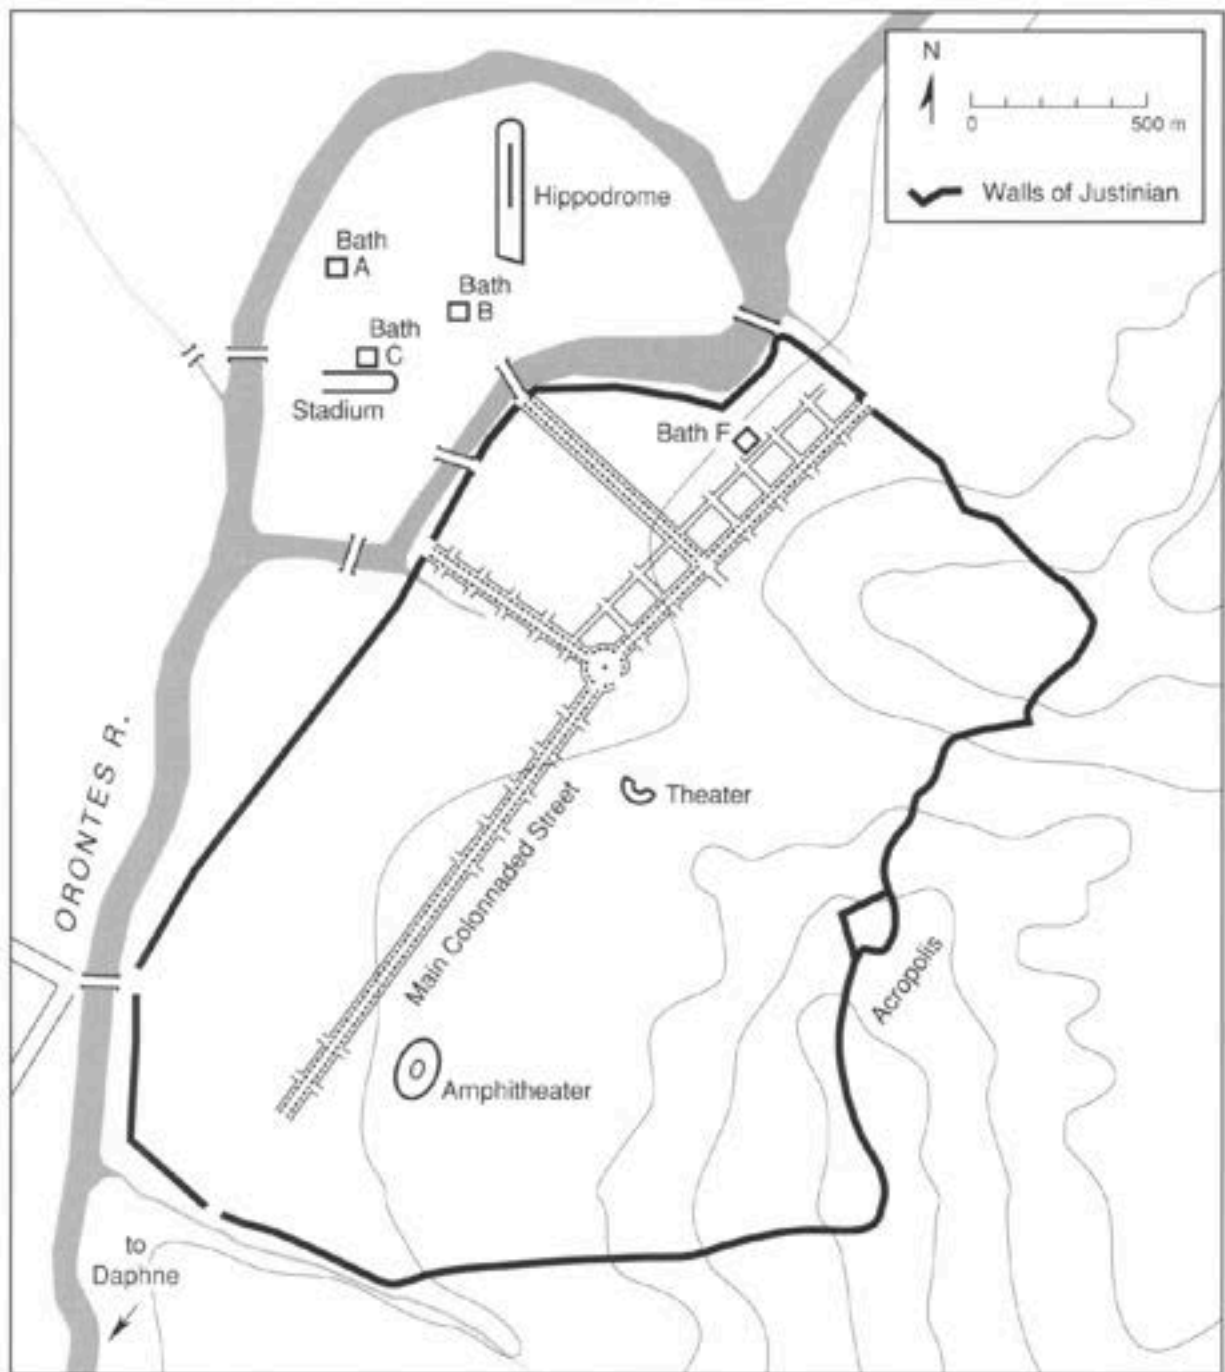 N
0
500 m
Walls of Justinian
Hippodrome
Bath
A
Bath
B
Bath
C
Stadium
Bath F
ORONTES R.
Theater
Main Colonnaded Street
Acropolis
Amphitheater
to
Daphne